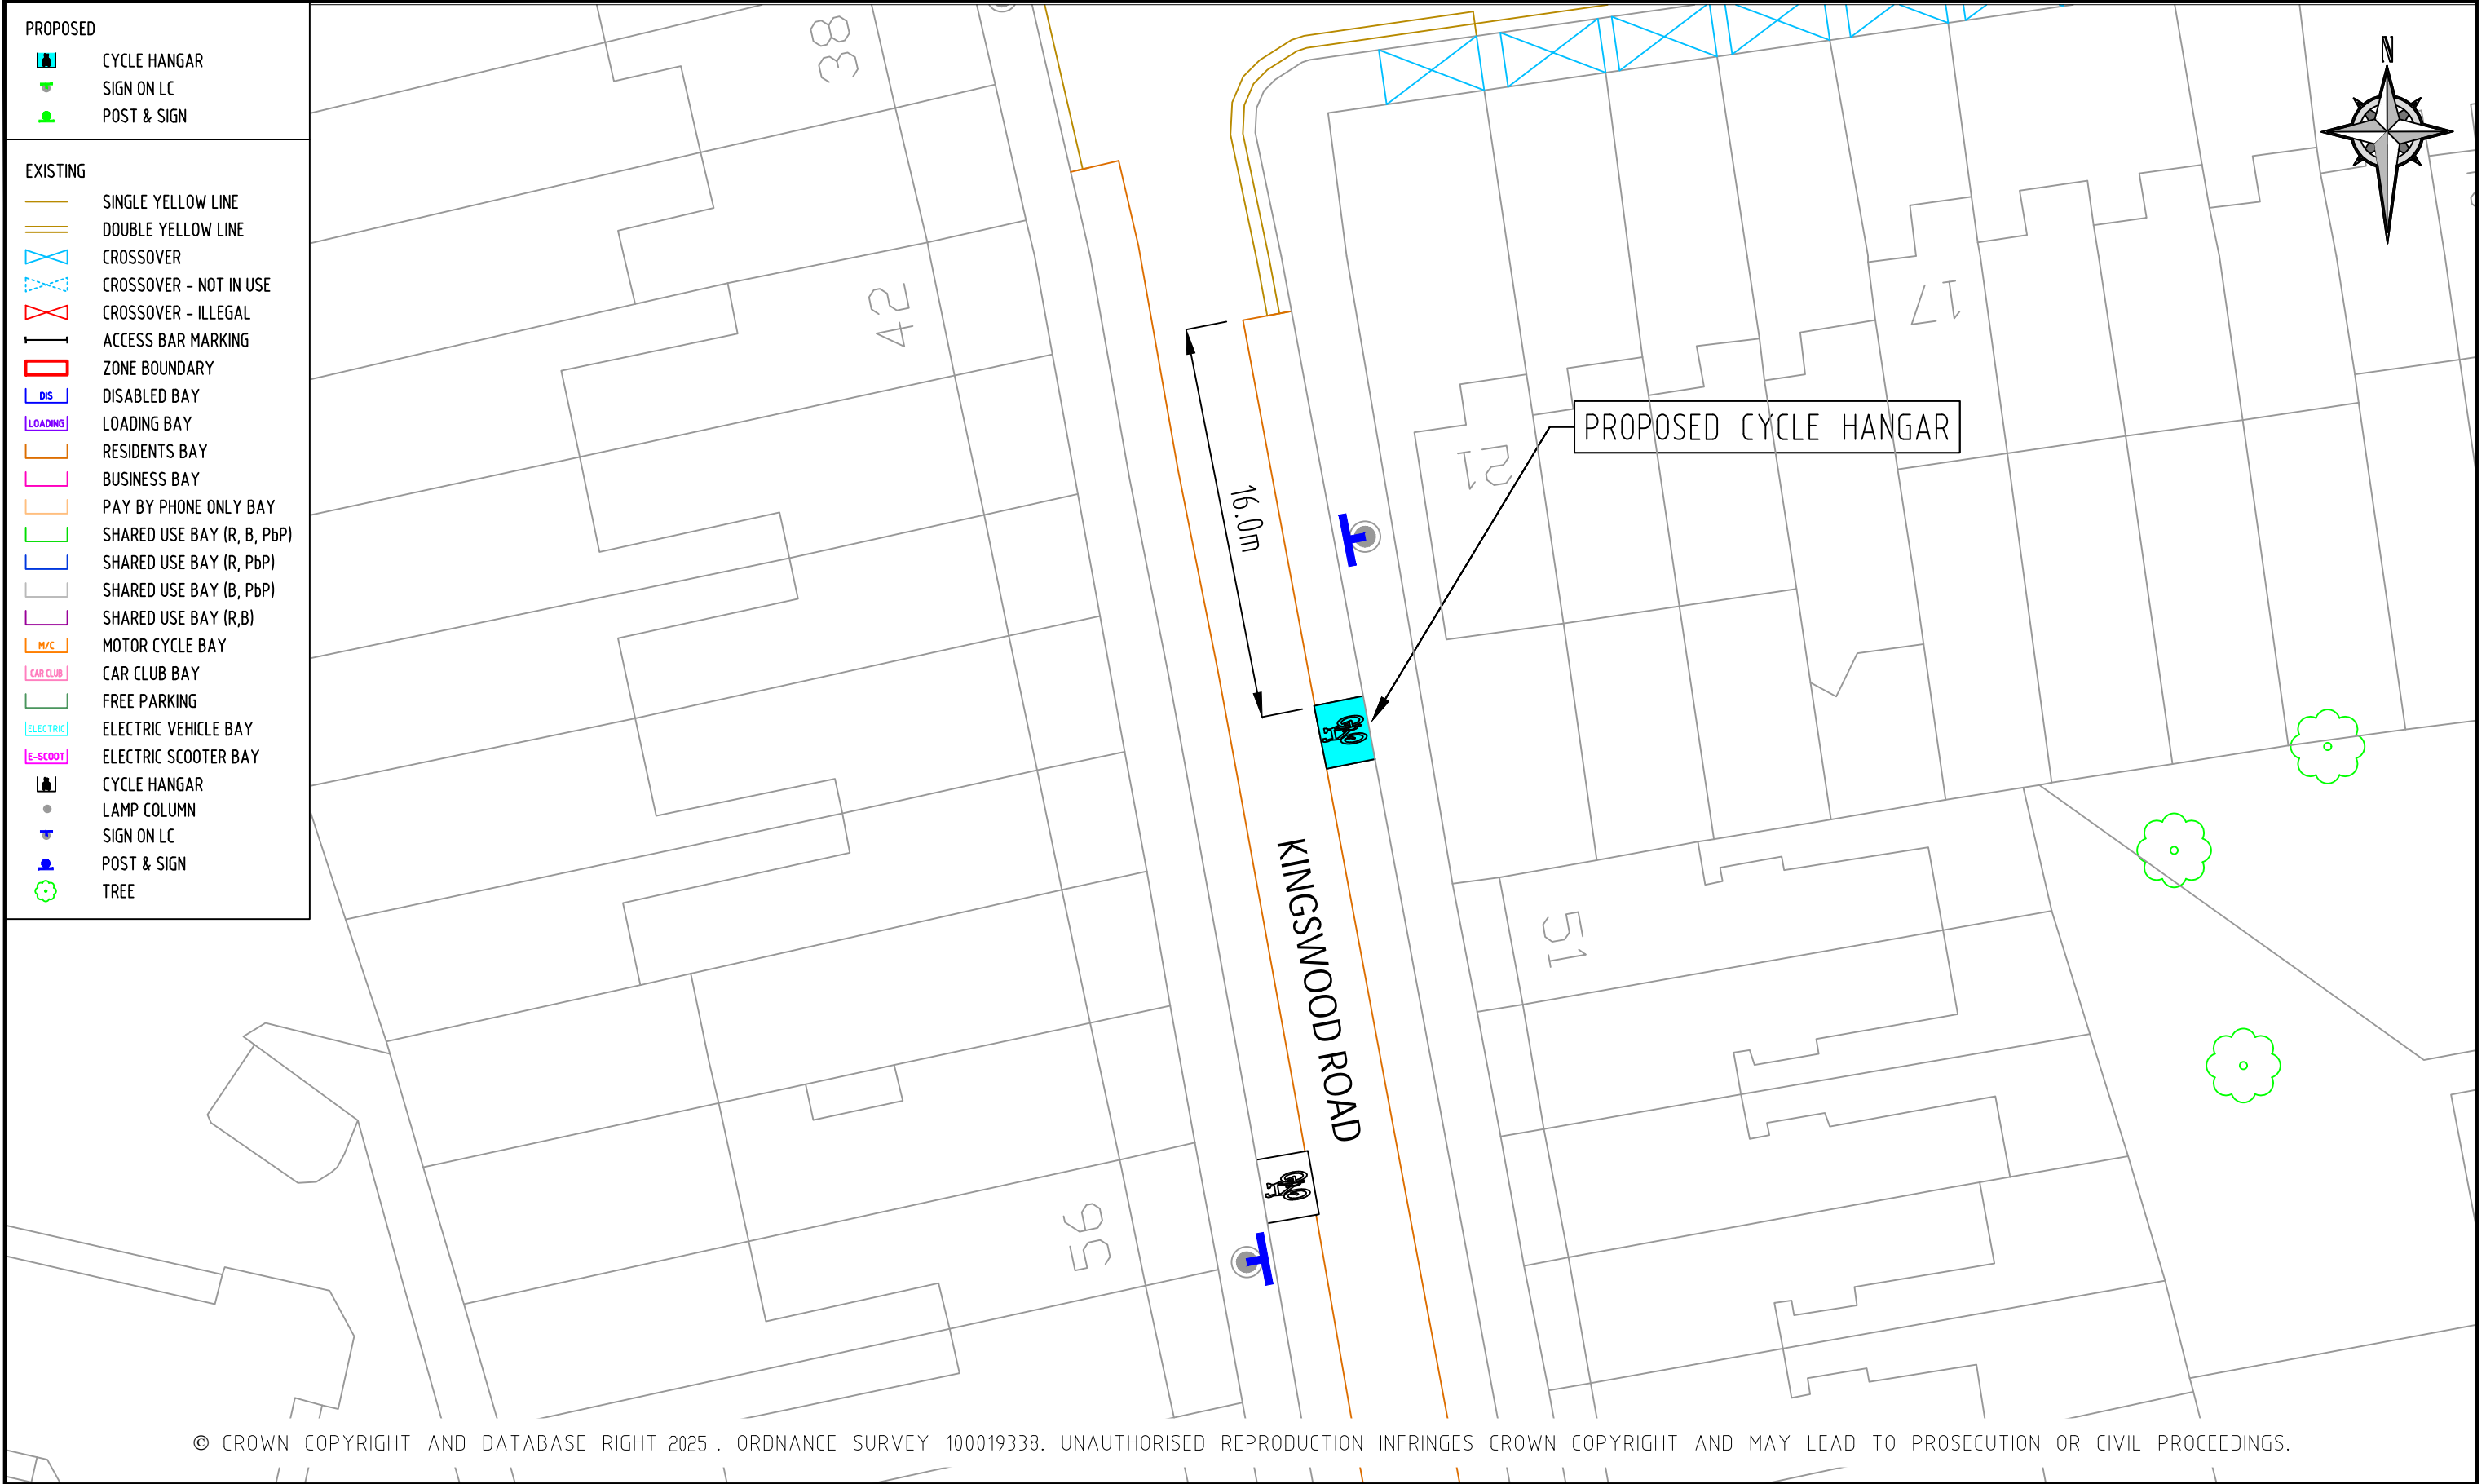 PROPOSED
CYCLE HANGAR
SIGN ON LC
POST & SIGN
EXISTING
SINGLE YELLOW LINE
DOUBLE YELLOW LINE
CROSSOVER
CROSSOVER - NOT IN USE
CROSSOVER - ILLEGAL
ACCESS BAR MARKING
ZONE BOUNDARY
DIS DISABLED BAY
LOADING LOADING BAY
RESIDENTS BAY
BUSINESS BAY
PAY BY PHONE ONLY BAY
SHARED USE BAY (R, B, PbP)
SHARED USE BAY (R, PbP)
SHARED USE BAY (B, PbP)
SHARED USE BAY (R,B)
M/C MOTOR CYCLE BAY
CAR CLUB CAR CLUB BAY
FREE PARKING
ELECTRIC ELECTRIC VEHICLE BAY
E-SCOOT ELECTRIC SCOOTER BAY
CYCLE HANGAR
LAMP COLUMN
SIGN ON LC
POST & SIGN
TREE
38
N
42
17
PROPOSED CYCLE HANGAR
51
16.0m
KINGSWOOD ROAD
51
56
© CROWN COPYRIGHT AND DATABASE RIGHT 2025. ORDNANCE SURVEY 100019338. UNAUTHORISED REPRODUCTION INFRINGES CROWN COPYRIGHT AND MAY LEAD TO PROSECUTION OR CIVIL PROCEEDINGS.